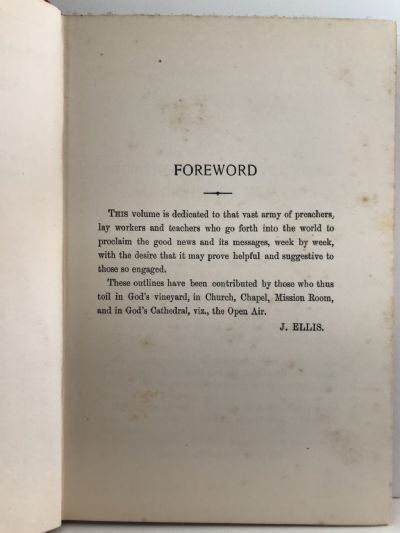 FOREWORD
THIS volume is dedicated to that vast army of preachers,
lay workers and teachers who go forth into the world to
proclaim the good news and its messages, week by week,
with the desire that it may prove helpful and suggestive to
those so engaged.
These outlines have been contributed by those who thus
toil in God's vineyard, in Church, Chapel, Mission Room,
and in God's Cathedral, viz., the Open Air.
J. ELLIS.